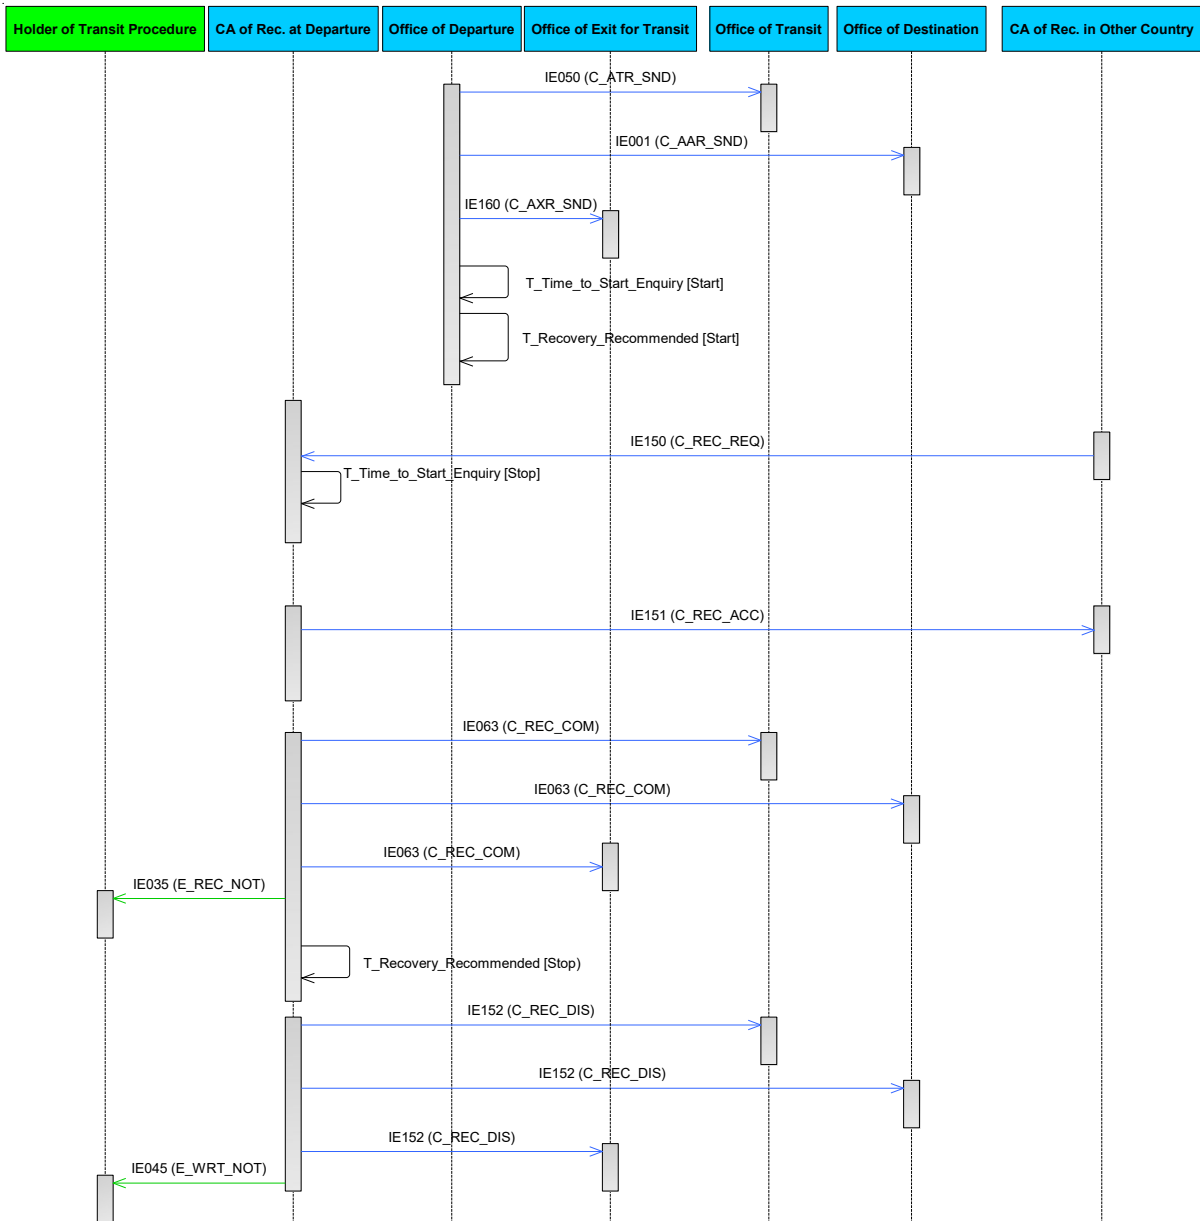 Holder of Transit Procedure
CA of Rec. at Departure
Office of Departure
Office of Exit for Transit
Office of Transit
Office of Destination
CA of Rec. in Other Country
IE050 (C_ATR_SND)
IE001 (C_AAR_SND)
IE160 (C_AXR_SND)
T_Time_to_Start_Enquiry [Start]
T_Recovery_Recommended [Start]
IE150 (C_REC_REQ)
T_Time_to_Start_Enquiry [Stop]
IE151 (C_REC_ACC)
IE063 (C_REC_COM)
IE063 (C_REC_COM)
IE063 (C_REC_COM)
IE035 (E_REC_NOT)
T_Recovery_Recommended [Stop)
IE152 (C_REC_DIS)
IE152 (C_REC_DIS)
IE152 (C_REC_DIS)
IE045 (E_WRT_NOT)